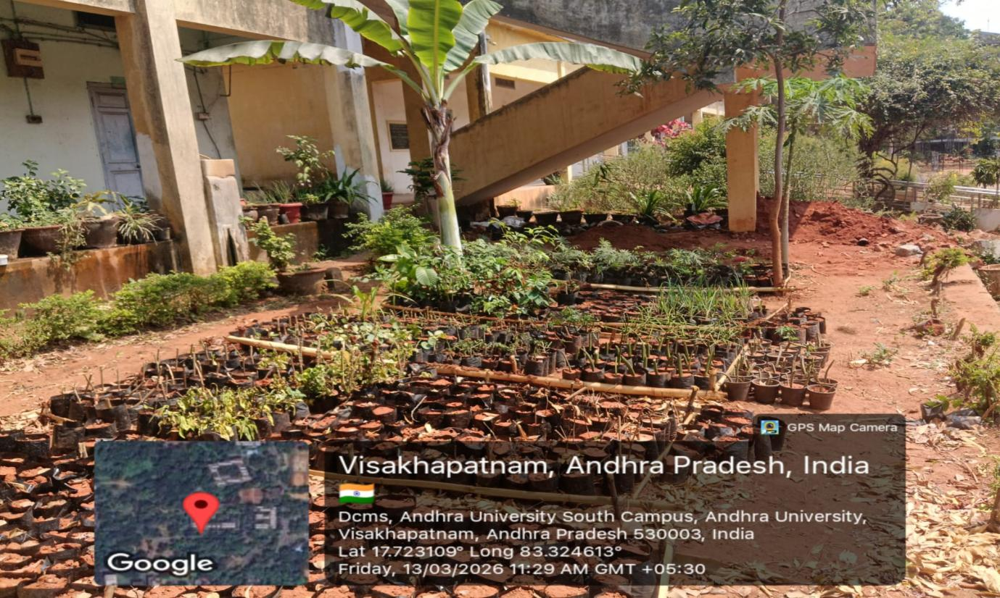 GPS Map Camera
Visakhapatnam, Andhra Pradesh, India
Dcms, Andhra University South Campus, Andhra University,
Visakhapatnam, Andhra Pradesh 530003, India
Lat 17.723109° Long 83.324613°
Friday, 13/03/2026 11:29 AM GMT +05:30
Google